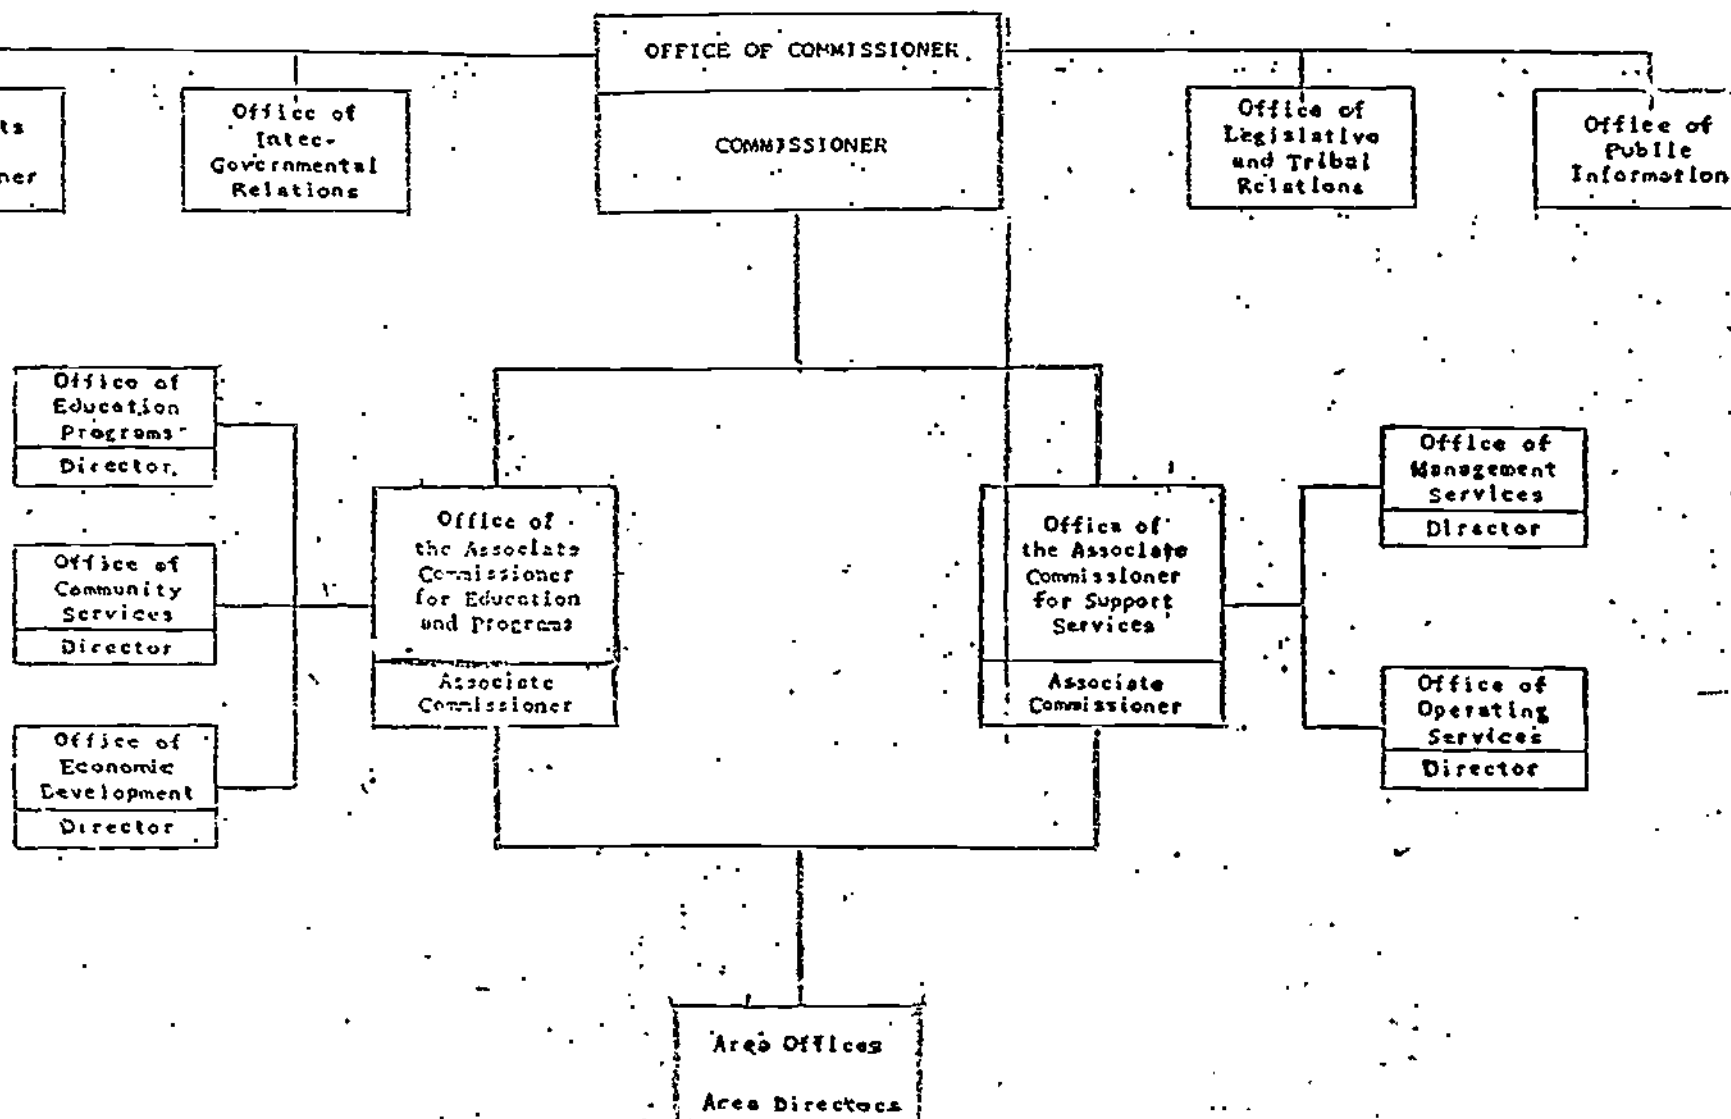 OFFICE OF COMMISSIONER
COMMISSIONER
ts
ner
Office of
Inter-
Governmental
Relations
Office of
Legislative
and Tribal
Relations
Office of
Public
Information
Office of
Education
Programs
Director
Office of
Community
Services
Director
Office of
Economic
Development
Director
Office of
the Associate
Commissioner
for Education
and Programs
Associate
Commissioner
Office of
the Associate
Commissioner
for Support
Services
Associate
Commissioner
Office of
Management
Services
Director
Office of
Operating
Services
Director
Area Offices
Area Directors